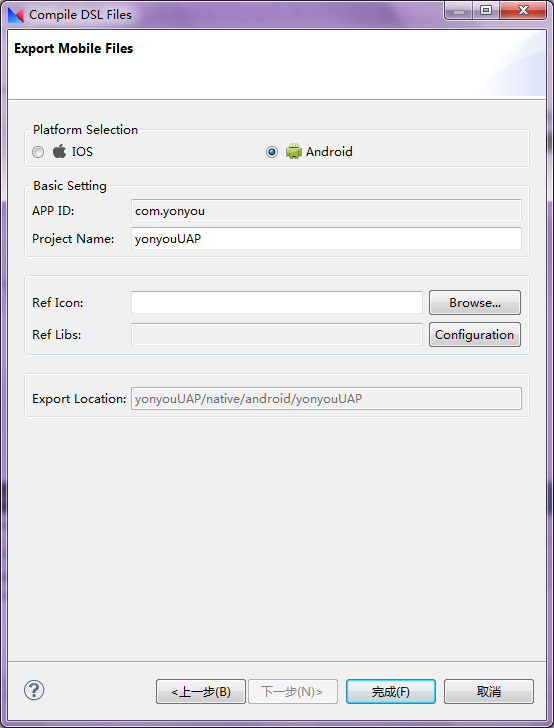 Compile DSL Files
Export Mobile Files
Platform Selection
IOS Android
Basic Setting
APP ID: com.yonyou
Project Name: yonyouUAP
Ref Icon: Browse...
Ref Libs: Configuration
Export Location: yonyouUAP/native/android/yonyouUAP
? <上一步(B) 下一步(N)> 完成(F) 取消